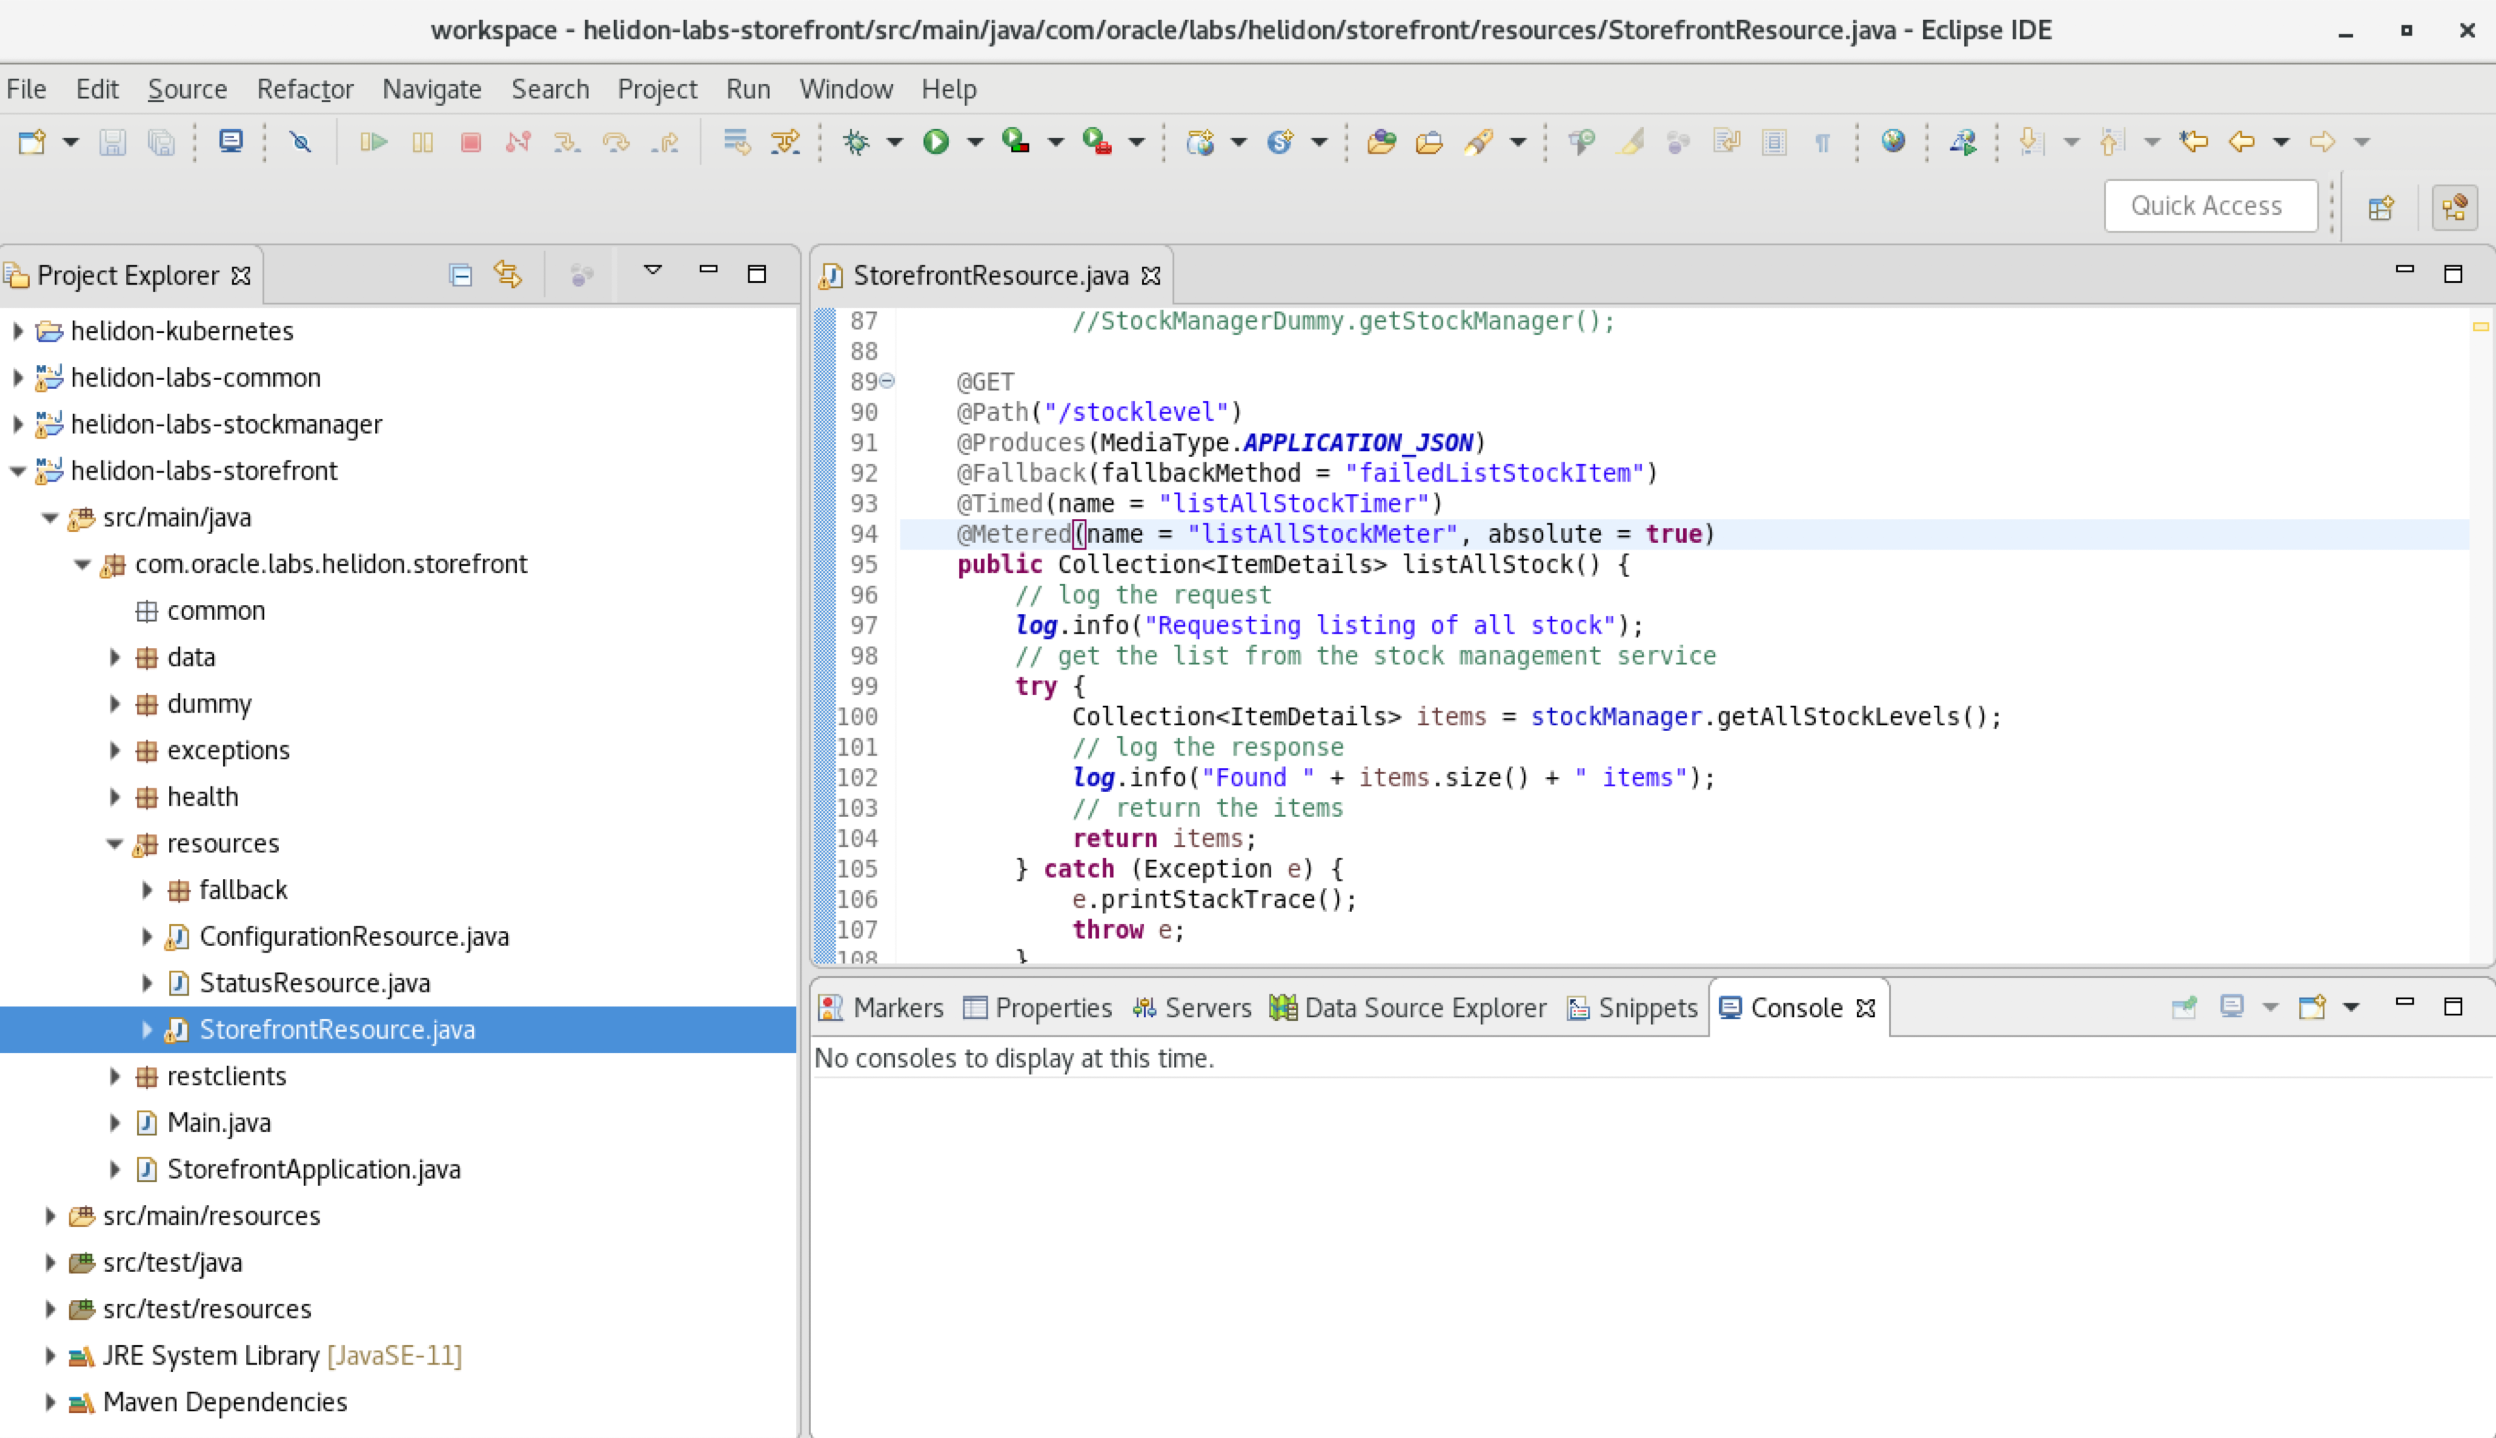 workspace - helidon-labs-storefront/src/main/java/com/oracle/labs/helidon/storefront/resources/StorefrontResource.java - Eclipse IDE
File Edit Source Refactor Navigate Search Project Run Window Help
Quick Access
Project Explorer
helidon-kubernetes
helidon-labs-common
helidon-labs-stockmanager
helidon-labs-storefront
src/main/java
com.oracle.labs.helidon.storefront
common
data
dummy
exceptions
health
resources
fallback
ConfigurationResource.java
StatusResource.java
StorefrontResource.java
restclients
Main.java
StorefrontApplication.java
src/main/resources
src/test/java
src/test/resources
JRE System Library [JavaSE-11]
Maven Dependencies
StorefrontResource.java
87 //StockManagerDummy.getStockManager();
88
89 @GET
90 @Path("/stocklevel")
91 @Produces(MediaType.APPLICATION_JSON)
92 @Fallback(fallbackMethod = "failedListStockItem")
93 @Timed(name = "listAllStockTimer")
94 @Metered(name = "listAllStockMeter", absolute = true)
95 public Collection<ItemDetails> listAllStock() {
96 // log the request
97 log.info("Requesting listing of all stock");
98 // get the list from the stock management service
99 try {
100 Collection<ItemDetails> items = stockManager.getAllStockLevels();
101 // log the response
102 log.info("Found " + items.size() + " items");
103 // return the items
104 return items;
105 } catch (Exception e) {
106 e.printStackTrace();
107 throw e;
108 }
Markers Properties Servers Data Source Explorer Snippets Console
No consoles to display at this time.